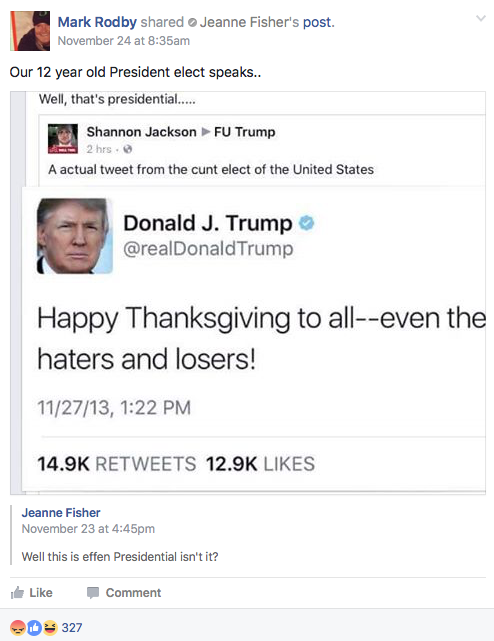 Mark Rodby shared Jeanne Fisher's post.
November 24 at 8:35am
Our 12 year old President elect speaks..
Well, that's presidential.....
Shannon Jackson ▶ FU Trump
2 hrs ·
A actual tweet from the cunt elect of the United States
Donald J. Trump
@realDonaldTrump
Happy Thanksgiving to all--even the
haters and losers!
11/27/13, 1:22 PM
14.9K RETWEETS 12.9K LIKES
Jeanne Fisher
November 23 at 4:45pm
Well this is effen Presidential isn't it?
Like Comment
327